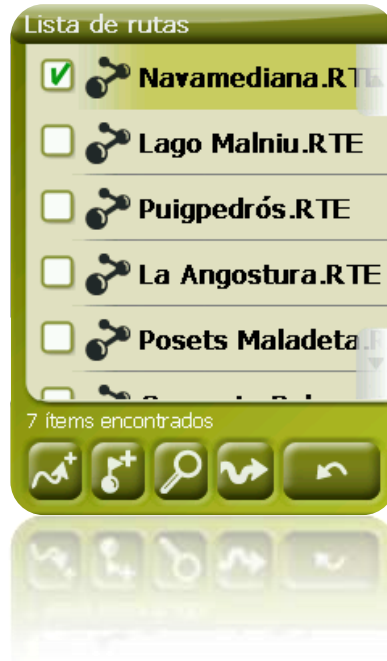 Lista de rutas
Navamediana.RT
Lago Malniu.RTE
Puigpedrós.RTE
La Angostura.RTE
Posets Maladeta.
7 ítems encontrados